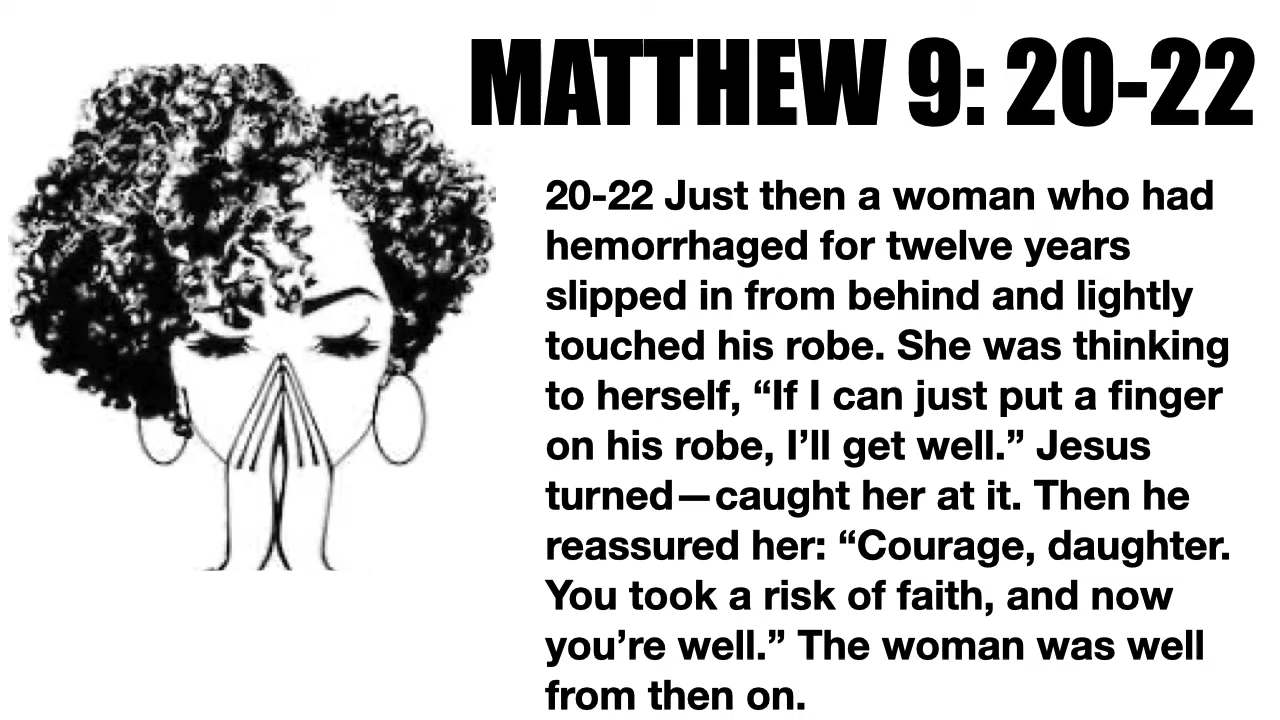 MATTHEW 9: 20-22
20-22 Just then a woman who had
hemorrhaged for twelve years
slipped in from behind and lightly
touched his robe. She was thinking
to herself, “If I can just put a finger
on his robe, I’ll get well.” Jesus
turned—caught her at it. Then he
reassured her: “Courage, daughter.
You took a risk of faith, and now
you’re well.” The woman was well
from then on.